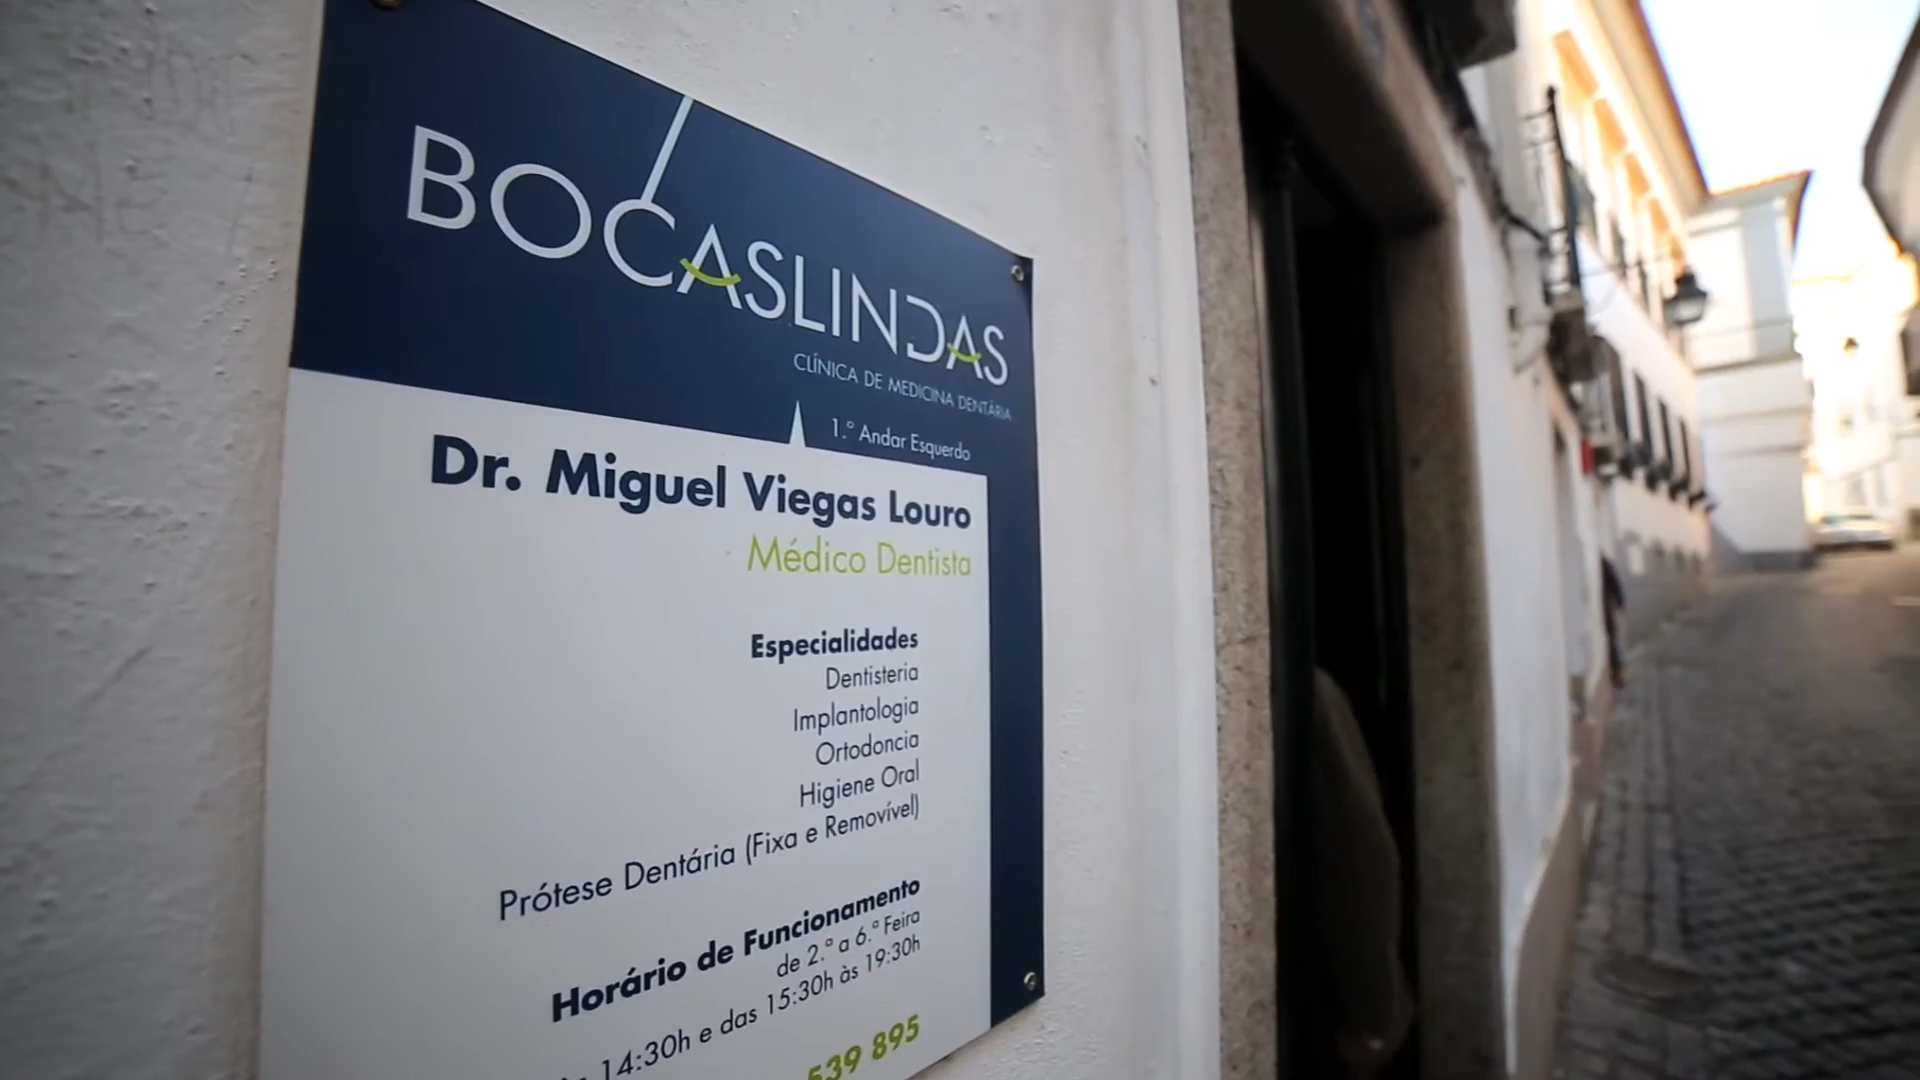 BOCASLINDAS
CLÍNICA DE MEDICINA DENTÁRIA
1.º Andar Esquerdo
Dr. Miguel Viegas Louro
Médico Dentista
Especialidades
Dentisteria
Implantologia
Ortodoncia
Higiene Oral
Prótese Dentária (Fixa e Removível)
Horário de Funcionamento
de 2.ª a 6.ª Feira
14:30h e das 15:30h às 19:30h
539 895